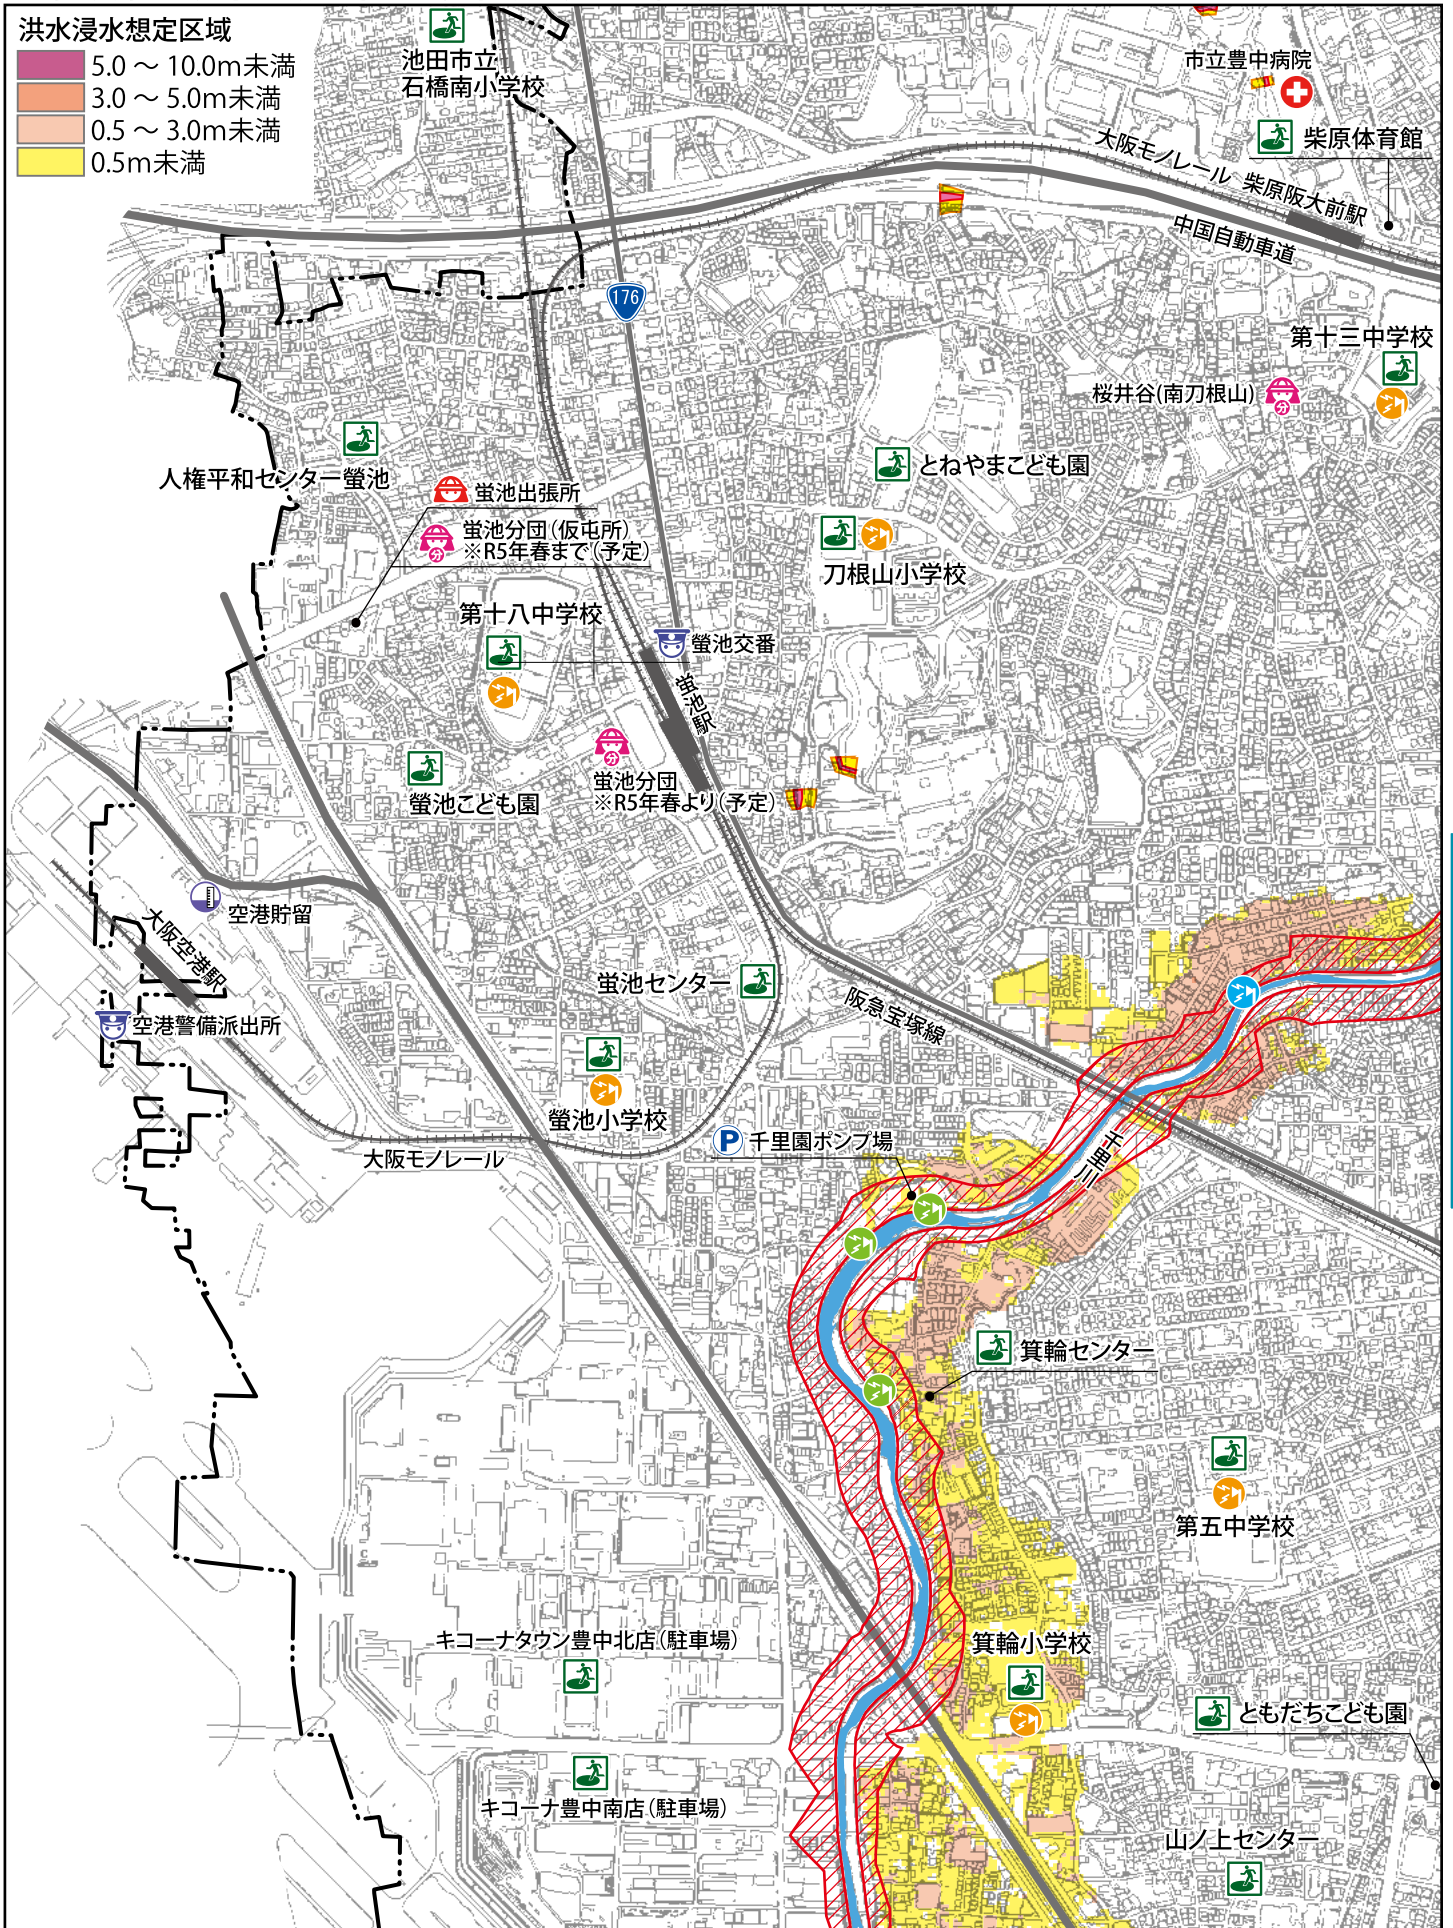 洪水浸水想定区域
5.0 ～ 10.0m未満
3.0 ～ 5.0m未満
0.5 ～ 3.0m未満
0.5m未満
池田市立
石橋南小学校
市立豊中病院
柴原体育館
大阪モノレール
柴原阪大前駅
中国自動車道
176
第十三中学校
桜井谷(南刀根山)
分
人権平和センター螢池
とねやまこども園
螢池出張所
螢池分団(仮屯所)
※R5年春まで(予定)
分
刀根山小学校
第十八中学校
螢池交番
螢池駅
分
螢池分団
※R5年春より(予定)
螢池こども園
空港貯留
大阪空港駅
空港警備派出所
螢池センター
阪急宝塚線
螢池小学校
P 千里園ポンプ場
千里川
大阪モノレール
箕輪センター
第五中学校
キコーナタウン豊中北店(駐車場)
箕輪小学校
ともだちこども園
キコーナ豊中南店(駐車場)
山ノ上センター